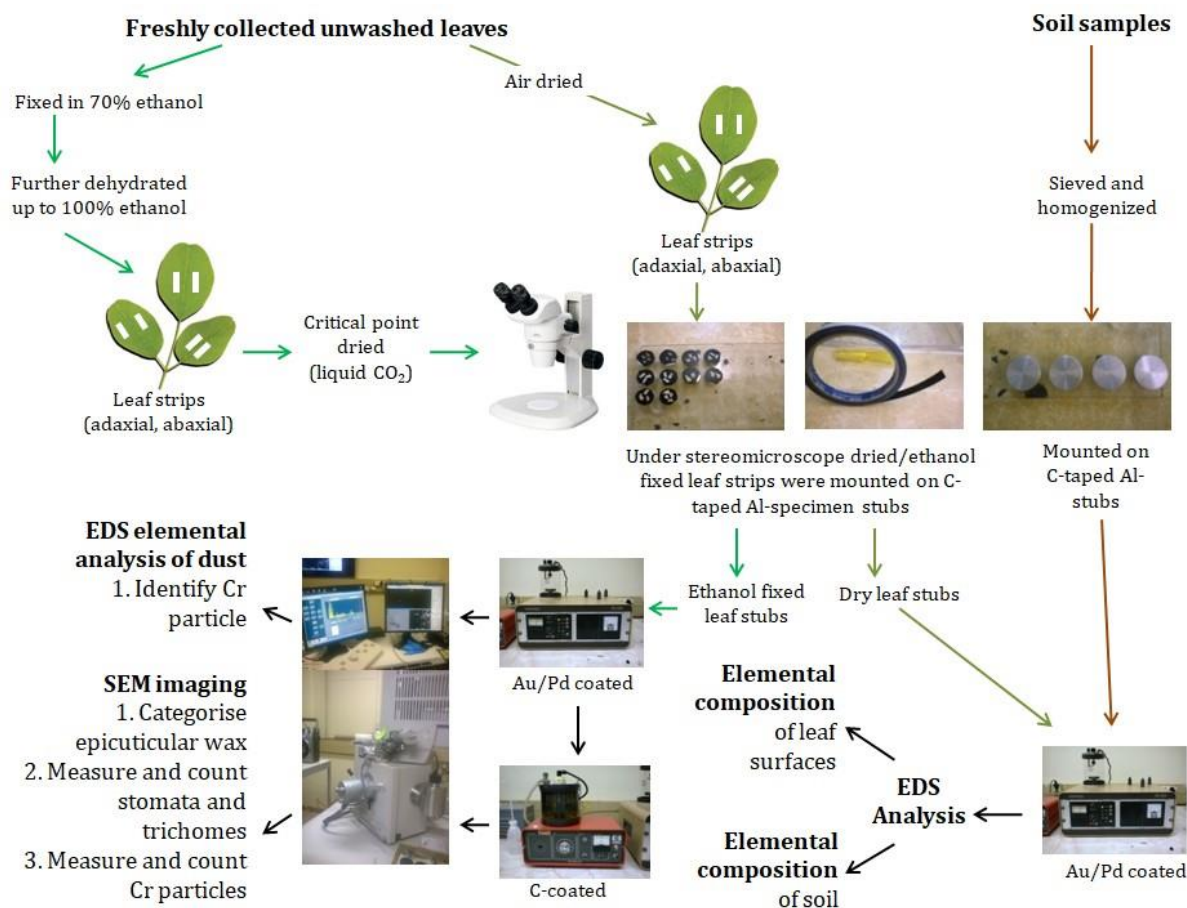 Freshly collected unwashed leaves
Soil samples
Fixed in 70% ethanol
Air dried
Further dehydrated
up to 100% ethanol
Sieved and
homogenized
Leaf strips
(adaxial, abaxial)
Critical point
dried
(liquid CO₂)
Leaf strips
(adaxial, abaxial)
Under stereomicroscope dried/ethanol
fixed leaf strips were mounted on C-
taped Al-specimen stubs
Mounted on
C-taped Al-
stubs
EDS elemental
analysis of dust
1. Identify Cr
particle
Ethanol fixed
leaf stubs
Dry leaf stubs
Au/Pd coated
SEM imaging
1. Categorise
epicuticular wax
2. Measure and count
stomata and
trichomes
3. Measure and count
Cr particles
C-coated
Elemental
composition
of leaf
surfaces
EDS
Analysis
Elemental
composition
of soil
Au/Pd coated